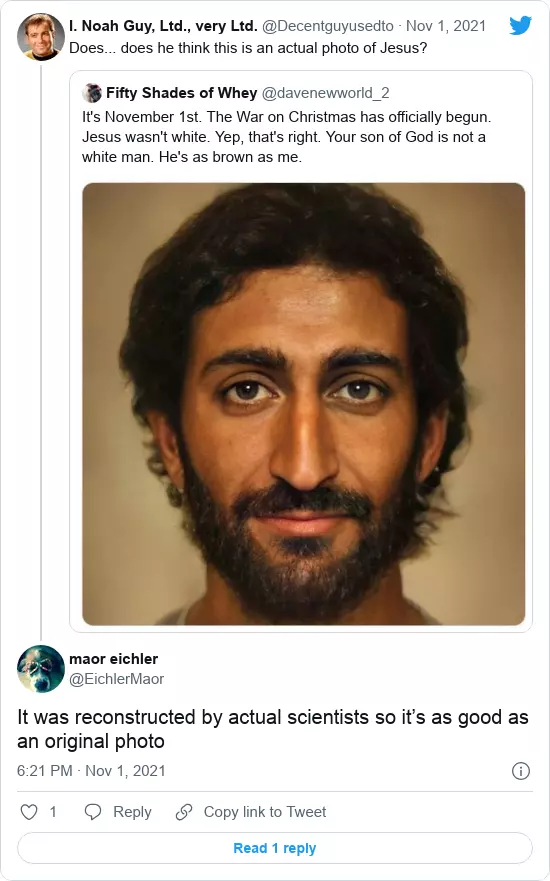 I. Noah Guy, Ltd., very Ltd. @Decentguyusedto · Nov 1, 2021
Does... does he think this is an actual photo of Jesus?
Fifty Shades of Whey @davenewworld_2
It's November 1st. The War on Christmas has officially begun.
Jesus wasn't white. Yep, that's right. Your son of God is not a
white man. He's as brown as me.
maor eichler
@EichlerMaor
It was reconstructed by actual scientists so it’s as good as
an original photo
6:21 PM · Nov 1, 2021
1 Reply Copy link to Tweet
Read 1 reply